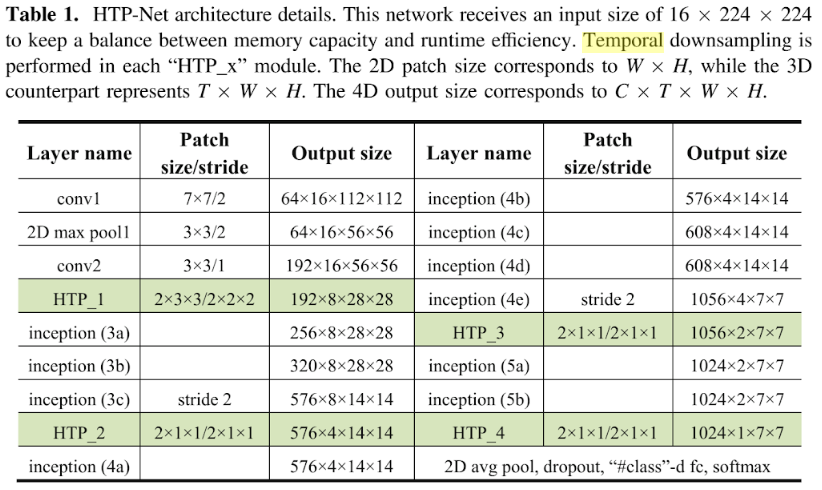 Table 1. HTP-Net architecture details. This network receives an input size of 16 × 224 × 224
to keep a balance between memory capacity and runtime efficiency. Temporal downsampling is
performed in each “HTP_x” module. The 2D patch size corresponds to W × H, while the 3D
counterpart represents T × W × H. The 4D output size corresponds to C × T × W × H.
Layer name Patch size/stride Output size Layer name Patch size/stride Output size
conv1 7×7/2 64×16×112×112 inception (4b) 576×4×14×14
2D max pool1 3×3/2 64×16×56×56 inception (4c) 608×4×14×14
conv2 3×3/1 192×16×56×56 inception (4d) 608×4×14×14
HTP_1 2×3×3/2×2×2 192×8×28×28 inception (4e) stride 2 1056×4×7×7
inception (3a) 256×8×28×28 HTP_3 2×1×1/2×1×1 1056×2×7×7
inception (3b) 320×8×28×28 inception (5a) 1024×2×7×7
inception (3c) stride 2 576×8×14×14 inception (5b) 1024×2×7×7
HTP_2 2×1×1/2×1×1 576×4×14×14 HTP_4 2×1×1/2×1×1 1024×1×7×7
inception (4a) 576×4×14×14 2D avg pool, dropout, “#class”-d fc, softmax